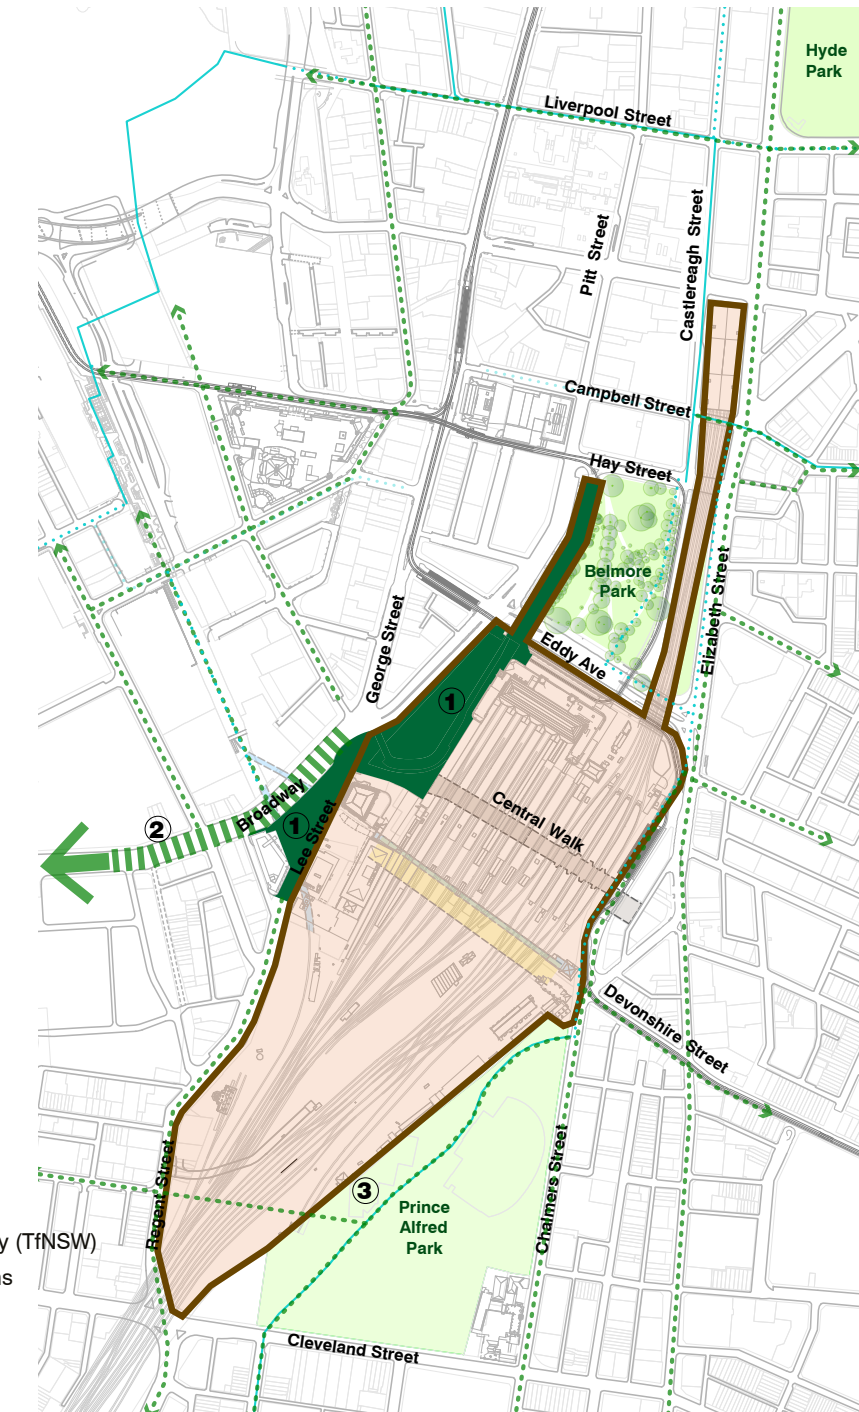 Hyde
Park
Liverpool Street
Pitt Street
Castlereagh Street
Campbell Street
Hay Street
Belmore
Park
Elizabeth Street
George Street
Eddy Ave
1
Central Walk
Broadway
1
Lee Street
2
Devonshire Street
Chalmers Street
Regent Street
3
Prince
Alfred
Park
y (TfNSW)
ns
Cleveland Street